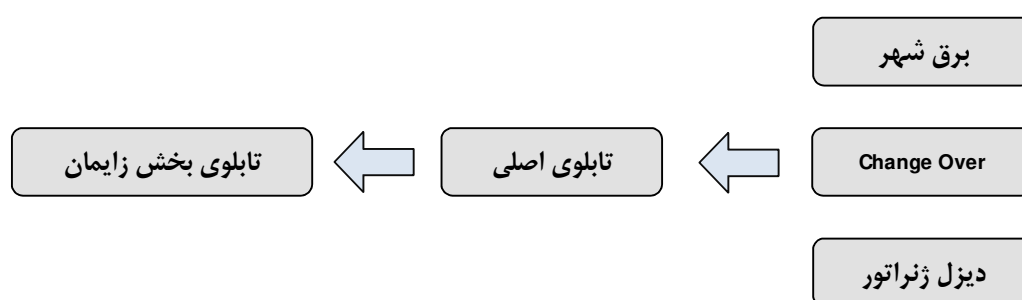 برق شهر
Change Over
تابلوی اصلی
تابلوی بخش زایمان
دیزل ژنراتور